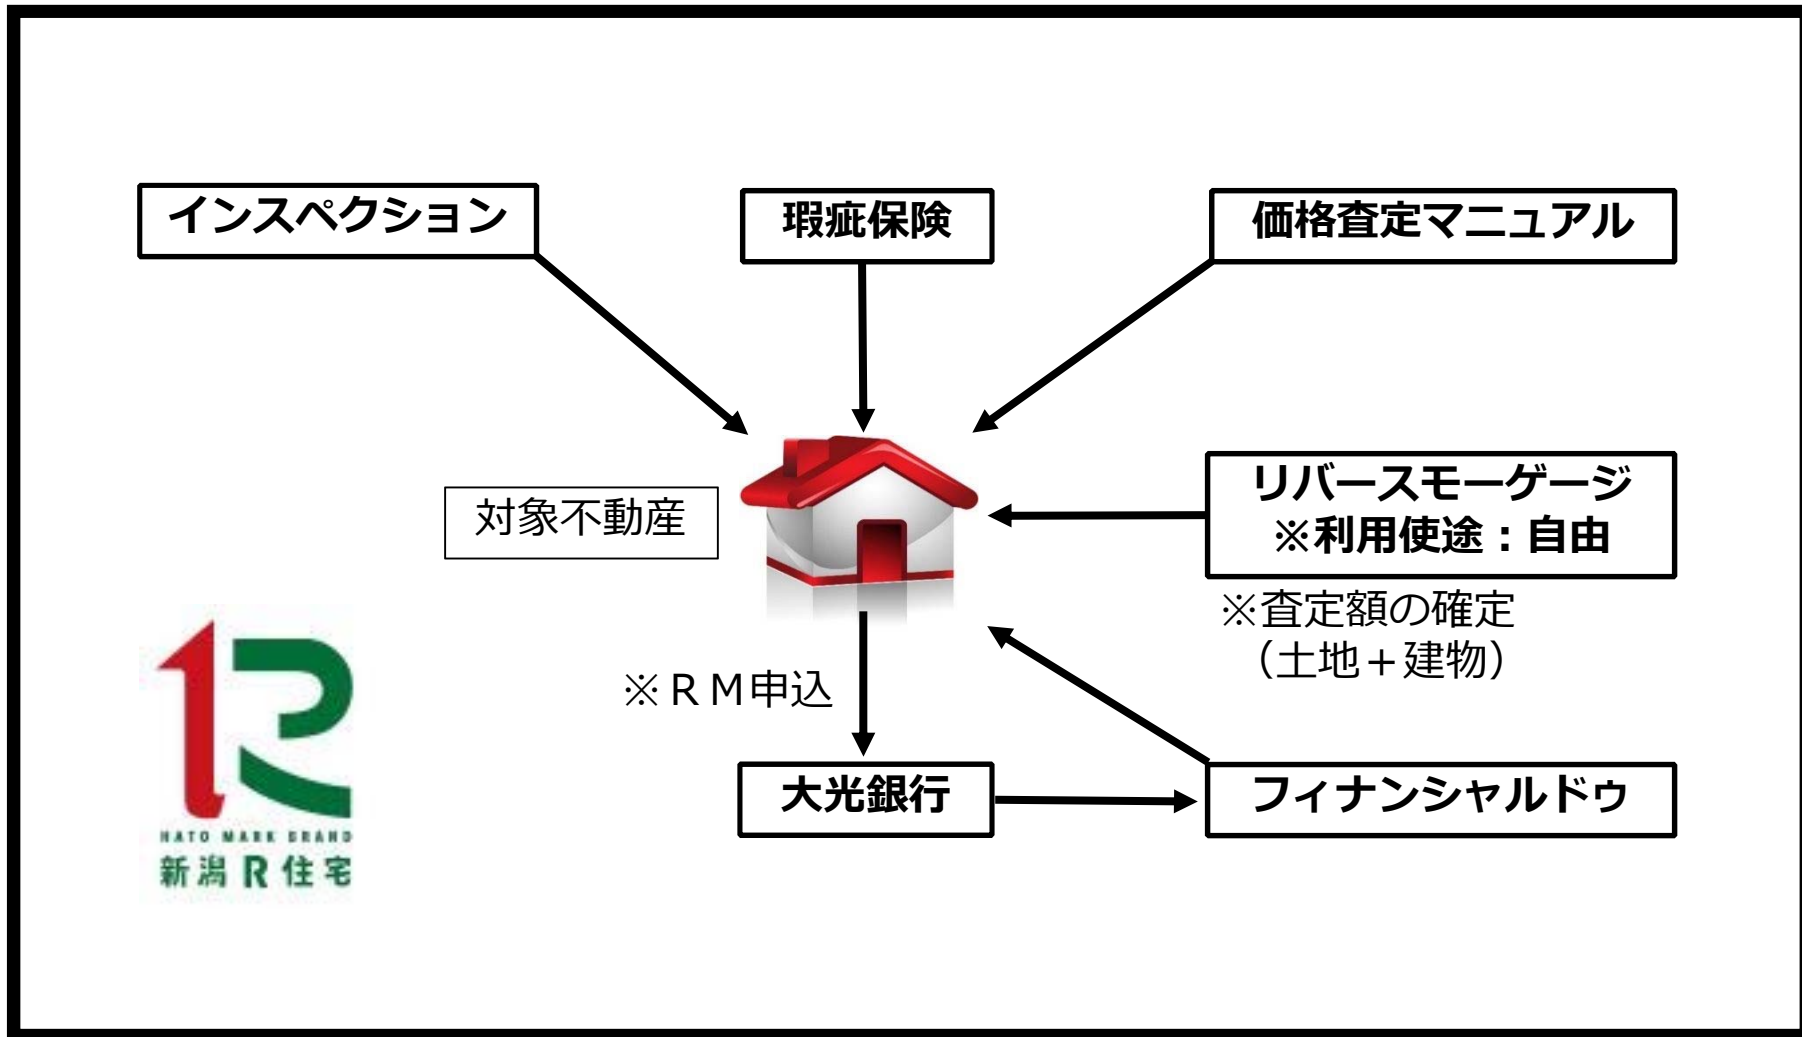 インスペクション
瑕疵保険
価格査定マニュアル
対象不動産
リバースモーゲージ
※利用使途：自由
※査定額の確定
（土地＋建物）
※ＲＭ申込
大光銀行
フィナンシャルドゥ
HATO MARK BRAND
新潟R住宅